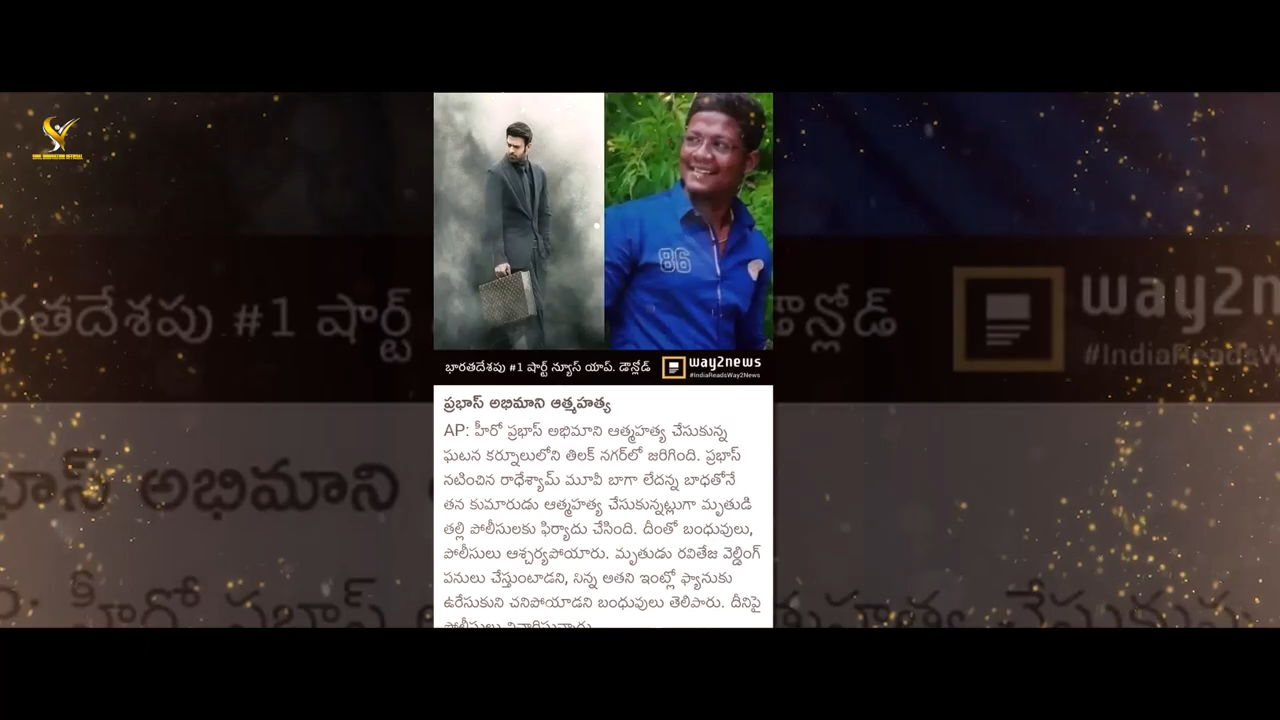 86
భారతదేశపు #1 షార్ట్ న్యూస్ యాప్. డౌన్లోడ్
way2news
#IndiaReadsWay2News
ప్రభాస్ అభిమాని ఆత్మహత్య
AP: హీరో ప్రభాస్ అభిమాని ఆత్మహత్య చేసుకున్న
ఘటన కర్నూలులోని తిలక్ నగర్‌లో జరిగింది. ప్రభాస్
నటించిన రాధేశ్యామ్ మూవీ బాగా లేదన్న బాధతోనే
తన కుమారుడు ఆత్మహత్య చేసుకున్నట్లుగా మృతుడి
తల్లి పోలీసులకు ఫిర్యాదు చేసింది. దీంతో బంధువులు,
పోలీసులు ఆశ్చర్యపోయారు. మృతుడు రవితేజ వెల్డింగ్
పనులు చేస్తుంటాడని, నిన్న అతని ఇంట్లో ఫ్యానుకు
ఉరేసుకుని చనిపోయాడని బంధువులు తెలిపారు. దీనిపై